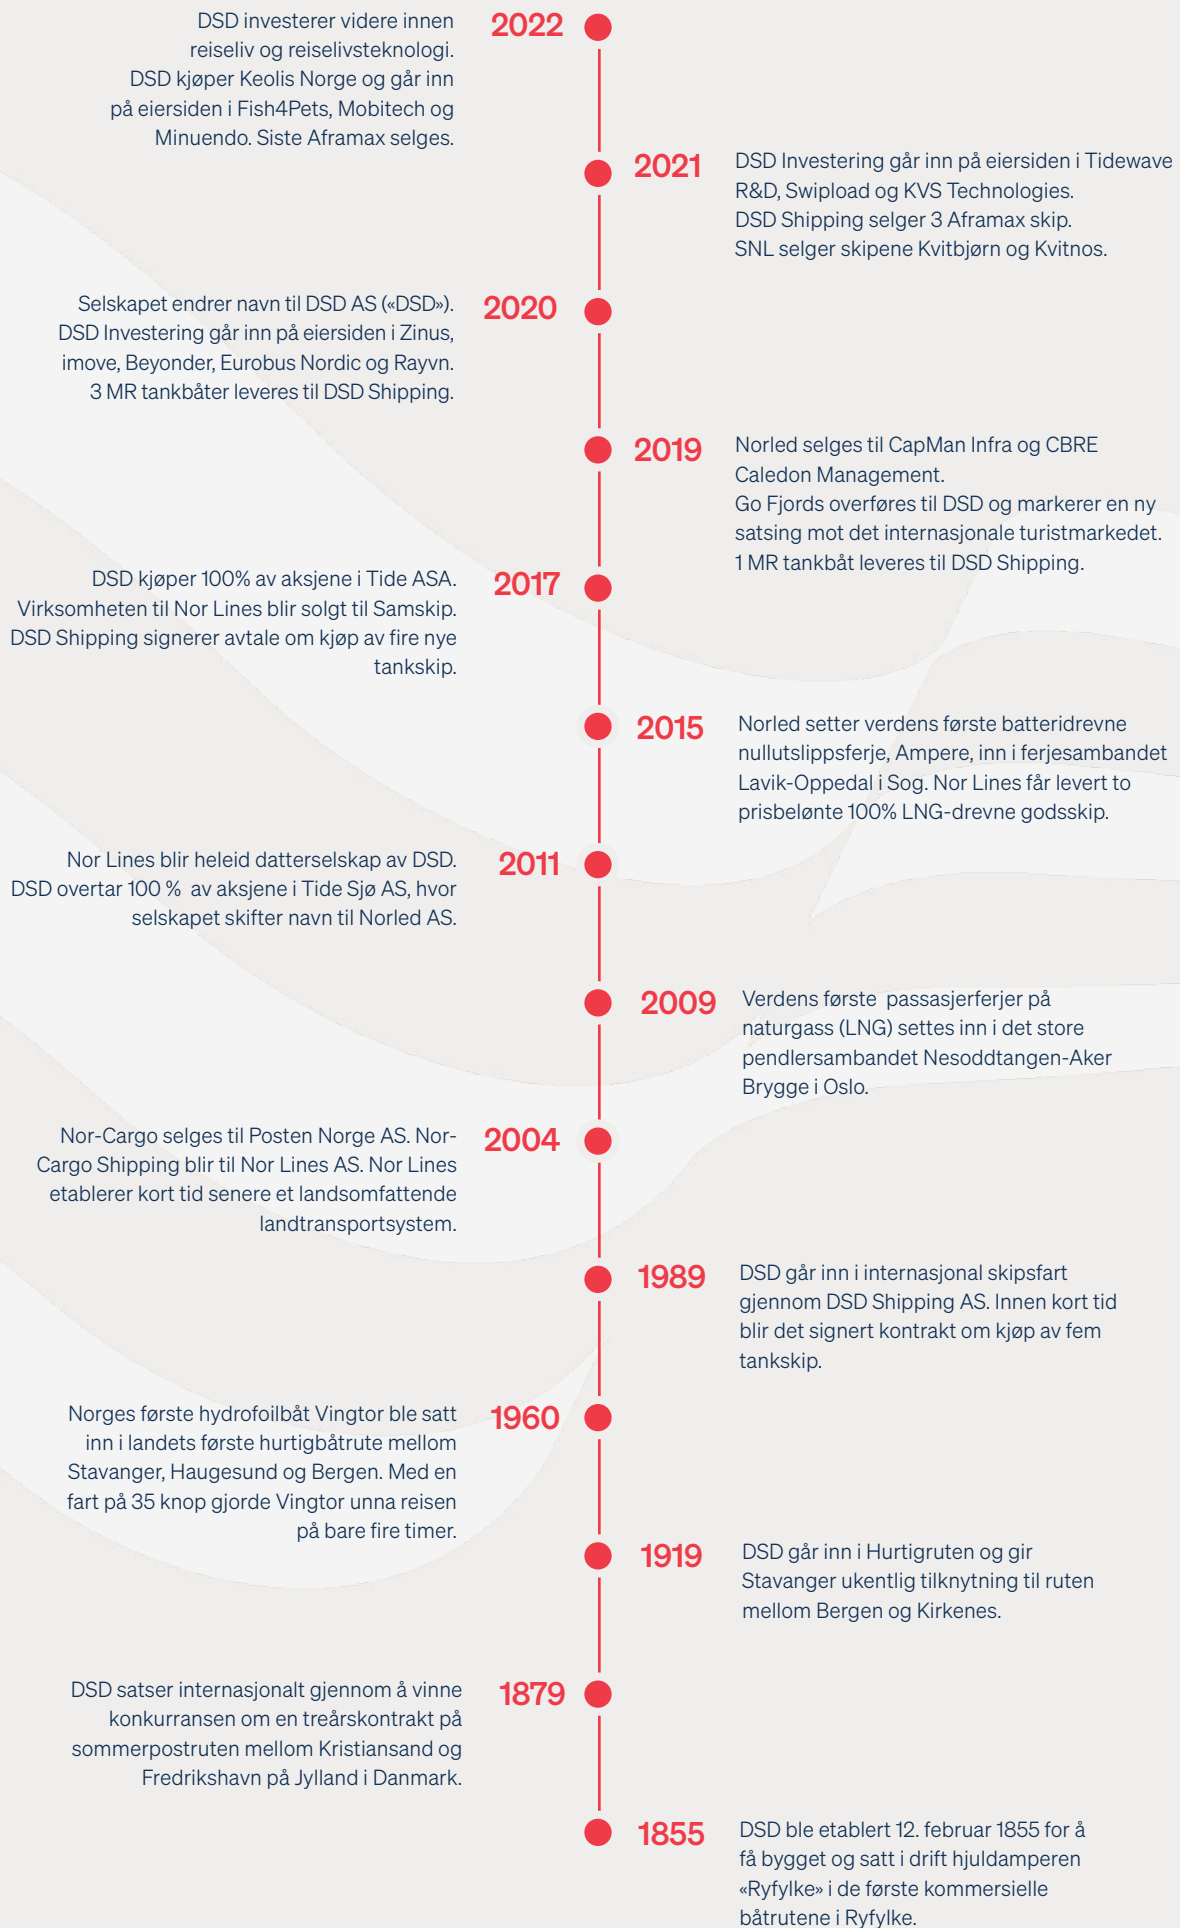 2022
DSD investerer videre innen
reiseliv og reiselivsteknologi.
DSD kjøper Keolis Norge og går inn
på eiersiden i Fish4Pets, Mobitech og
Minuendo. Siste Aframax selges.
2021
DSD Investering går inn på eiersiden i Tidewave
R&D, Swipload og KVS Technologies.
DSD Shipping selger 3 Aframax skip.
SNL selger skipene Kvitbjørn og Kvitnos.
2020
Selskapet endrer navn til DSD AS («DSD»).
DSD Investering går inn på eiersiden i Zinus,
imove, Beyonder, Eurobus Nordic og Rayvn.
3 MR tankbåter leveres til DSD Shipping.
2019
Norled selges til CapMan Infra og CBRE
Caledon Management.
Go Fjords overføres til DSD og markerer en ny
satsing mot det internasjonale turistmarkedet.
1 MR tankbåt leveres til DSD Shipping.
2017
DSD kjøper 100% av aksjene i Tide ASA.
Virksomheten til Nor Lines blir solgt til Samskip.
DSD Shipping signerer avtale om kjøp av fire nye
tankskip.
2015
Norled setter verdens første batteridrevne
nullutslippsferje, Ampere, inn i ferjesambandet
Lavik-Oppedal i Sog. Nor Lines får levert to
prisbelønte 100% LNG-drevne godsskip.
2011
Nor Lines blir heleid datterselskap av DSD.
DSD overtar 100 % av aksjene i Tide Sjø AS, hvor
selskapet skifter navn til Norled AS.
2009
Verdens første passasjerferjer på
naturgass (LNG) settes inn i det store
pendlersambandet Nesoddtangen-Aker
Brygge i Oslo.
2004
Nor-Cargo selges til Posten Norge AS. Nor-
Cargo Shipping blir til Nor Lines AS. Nor Lines
etablerer kort tid senere et landsomfattende
landtransportsystem.
1989
DSD går inn i internasjonal skipsfart
gjennom DSD Shipping AS. Innen kort tid
blir det signert kontrakt om kjøp av fem
tankskip.
1960
Norges første hydrofoilbåt Vingtor ble satt
inn i landets første hurtigbåtrute mellom
Stavanger, Haugesund og Bergen. Med en
fart på 35 knop gjorde Vingtor unna reisen
på bare fire timer.
1919
DSD går inn i Hurtigruten og gir
Stavanger ukentlig tilknytning til ruten
mellom Bergen og Kirkenes.
1879
DSD satser internasjonalt gjennom å vinne
konkurransen om en treårskontrakt på
sommerpostruten mellom Kristiansand og
Fredrikshavn på Jylland i Danmark.
1855
DSD ble etablert 12. februar 1855 for å
få bygget og satt i drift hjuldamperen
«Ryfylke» i de første kommersielle
båtrutene i Ryfylke.